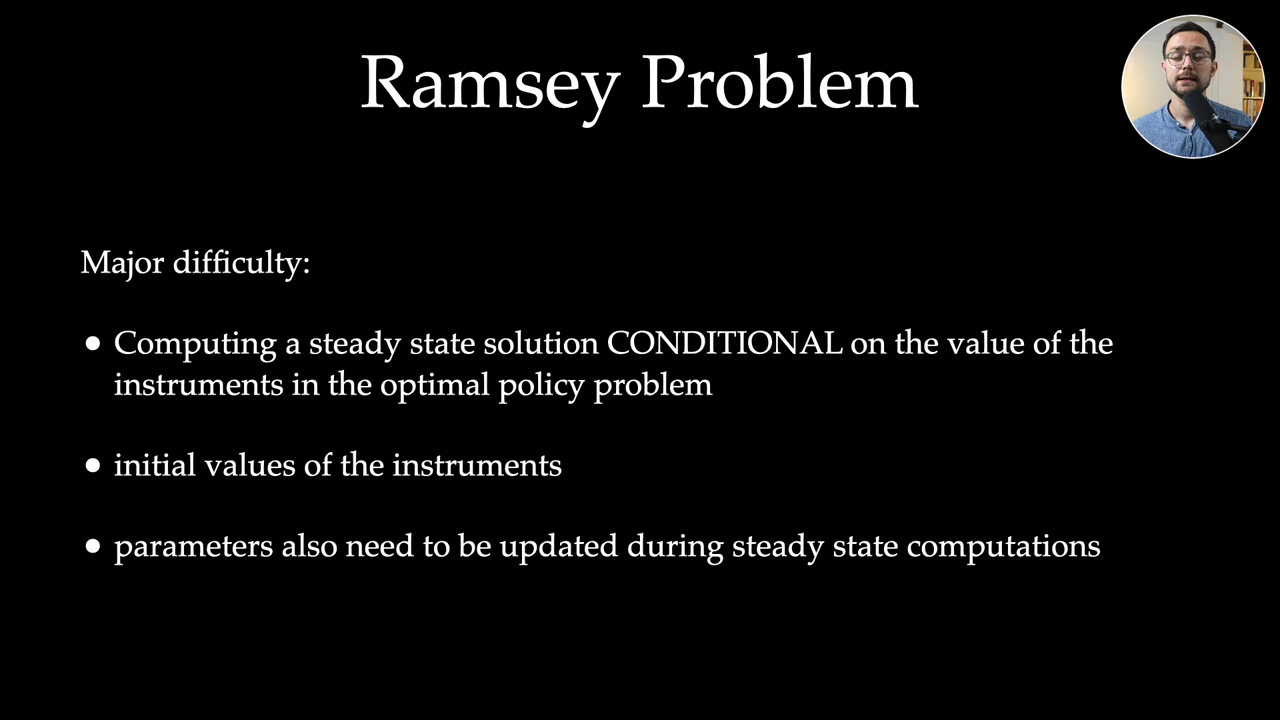 Ramsey Problem
Major difficulty:
• Computing a steady state solution CONDITIONAL on the value of the
instruments in the optimal policy problem
• initial values of the instruments
• parameters also need to be updated during steady state computations